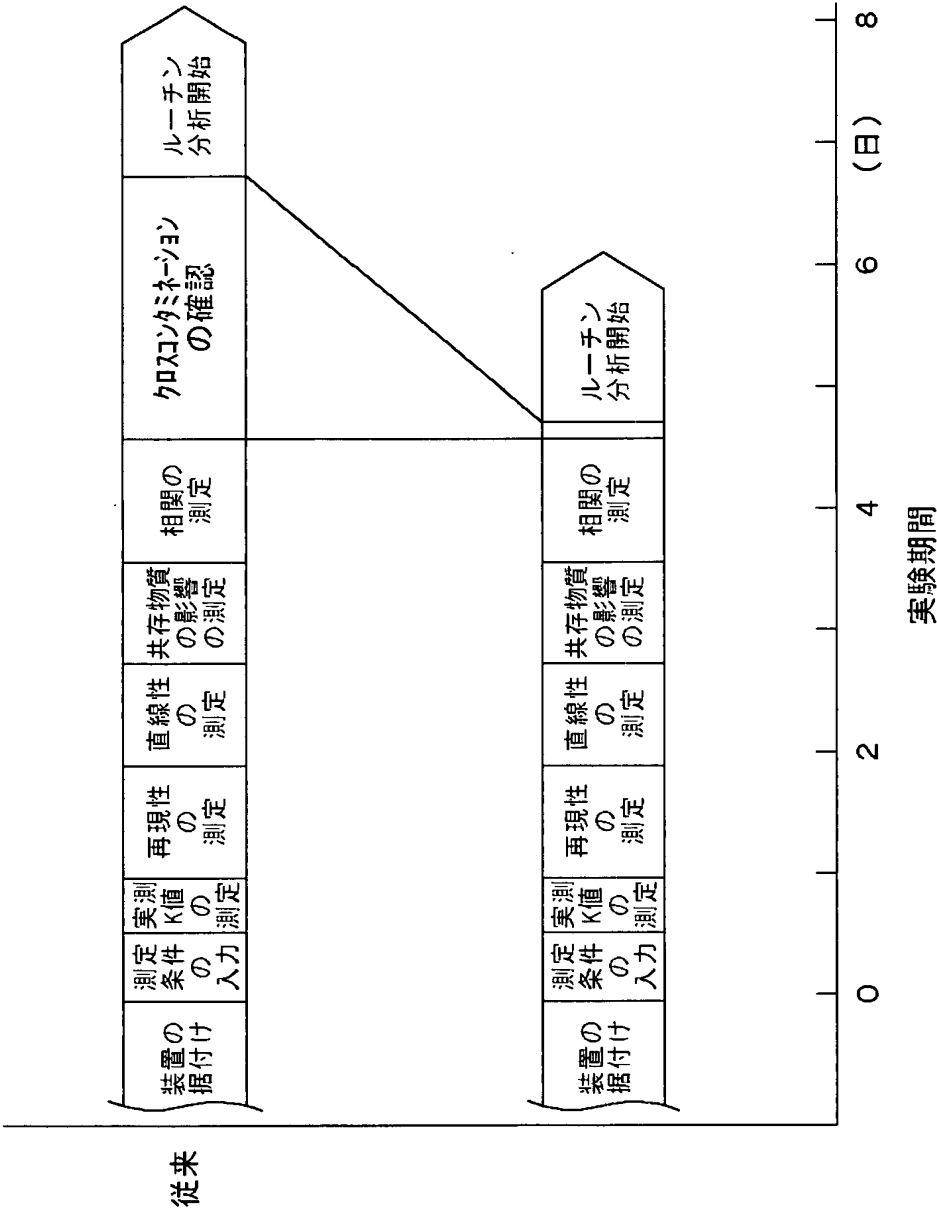 従来
装置の
据付け
測定
条件
の
入力
実測
K値
の
測定
再現性
の
測定
直線性
の
測定
共存物質
の影響
の測定
相関の
測定
クロスコンタミネーション
の確認
ルーチン
分析開始
装置の
据付け
測定
条件
の
入力
実測
K値
の
測定
再現性
の
測定
直線性
の
測定
共存物質
の影響
の測定
相関の
測定
ルーチン
分析開始
0
2
4
6
(日)
8
実験期間